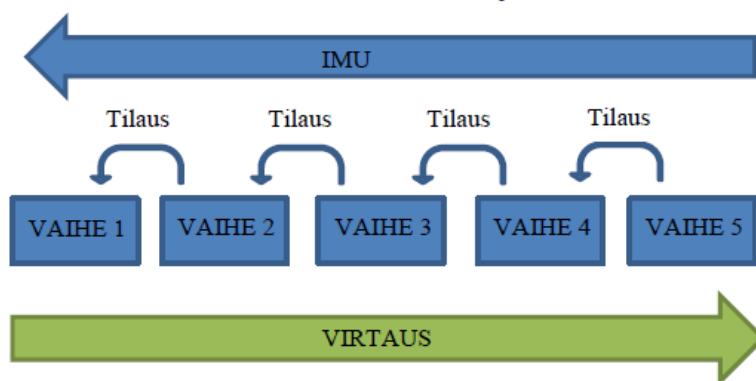 IMU
Tilaus Tilaus Tilaus Tilaus
VAIHE 1 VAIHE 2 VAIHE 3 VAIHE 4 VAIHE 5
VIRTAUS